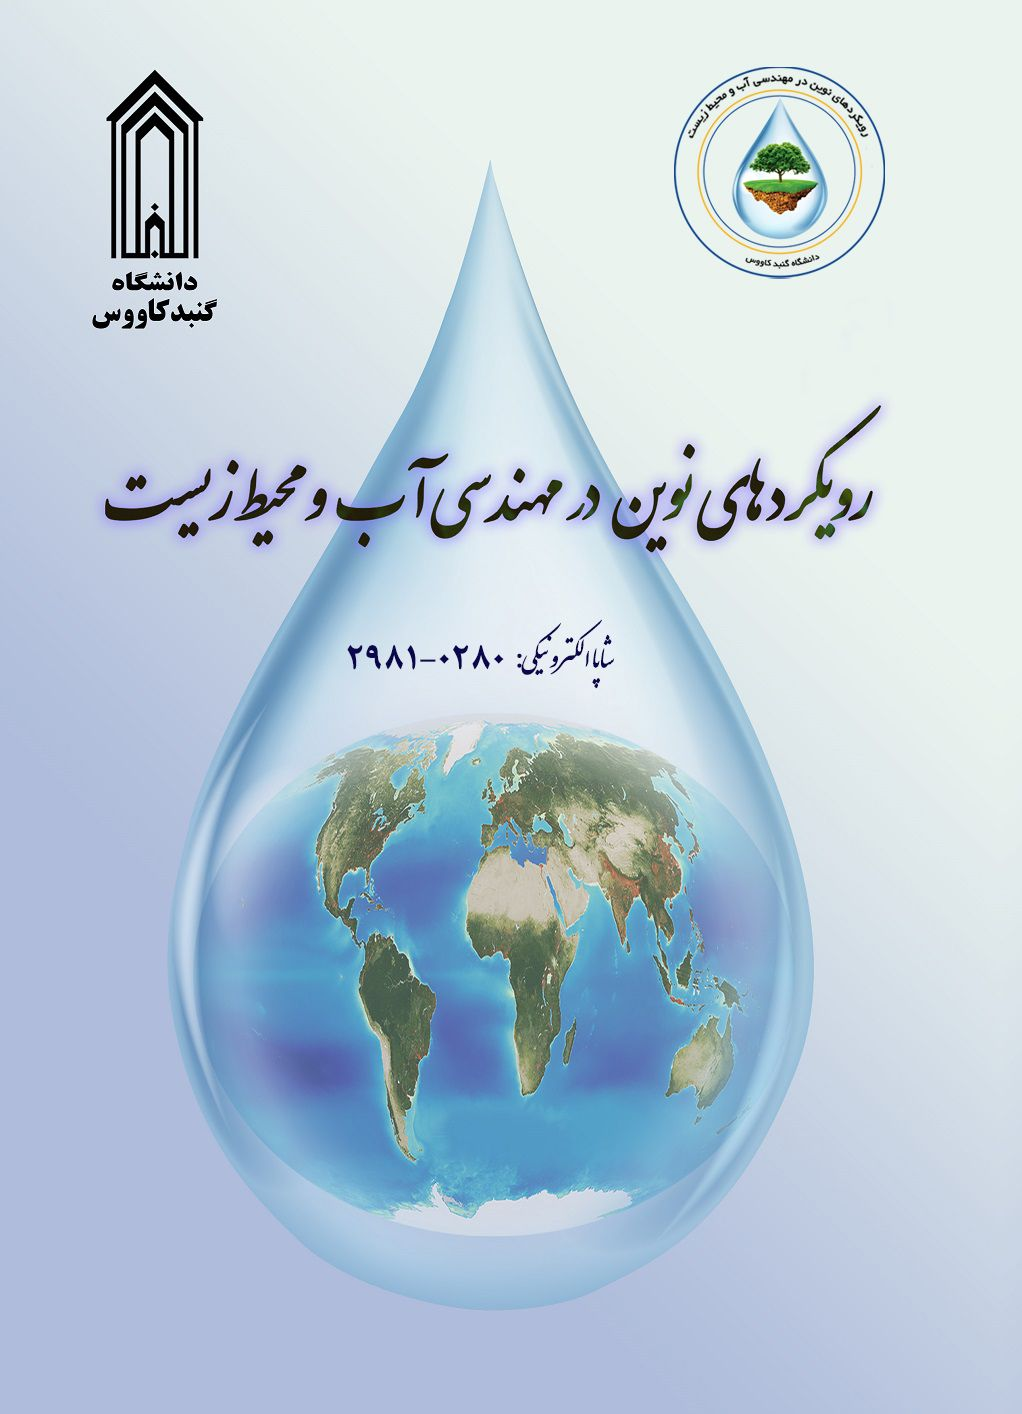 رویکردهای نوین در مهندسی آب و محیط زیست
دانشگاه گنبد کاووس
دانشگاه
گنبدکاووس
رویکردهای نوین در مهندسی آب و محیط زیست
شاپا الکترونیکی: ۲۹۸۱-۰۲۸۰